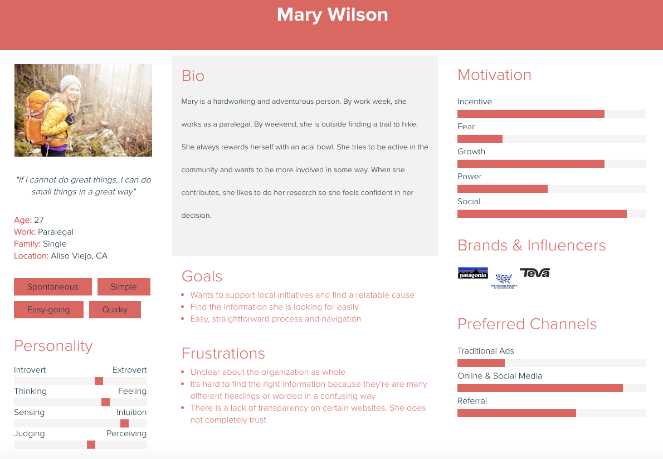 Mary Wilson
"If I cannot do great things, I can do
small things in a great way"
Age: 27
Work: Paralegal
Family: Single
Location: Aliso Viejo, CA
Spontaneous
Simple
Easy-going
Quirky
Personality
Introvert Extrovert
Thinking Feeling
Sensing Intuition
Judging Perceiving
Bio
Mary is a hardworking and adventurous person. By work week, she
works as a paralegal. By weekend, she is outside finding a trail to hike.
She always rewards herself with an acai bowl. She tries to be active in the
community and wants to be more involved in some way. When she
contributes, she likes to do her research so she feels confident in her
decision.
Goals
Wants to support local initiatives and find a relatable cause
Find the information she is looking for easily
Easy, straightforward process and navigation
Frustrations
Unclear about the organization as whole
It's hard to find the right information because they're are many
different headings or worded in a confusing way
There is a lack of transparency on certain websites. She does
not completely trust
Motivation
Incentive
Fear
Growth
Power
Social
Brands & Influencers
patagonia
Teva
Preferred Channels
Traditional Ads
Online & Social Media
Referral